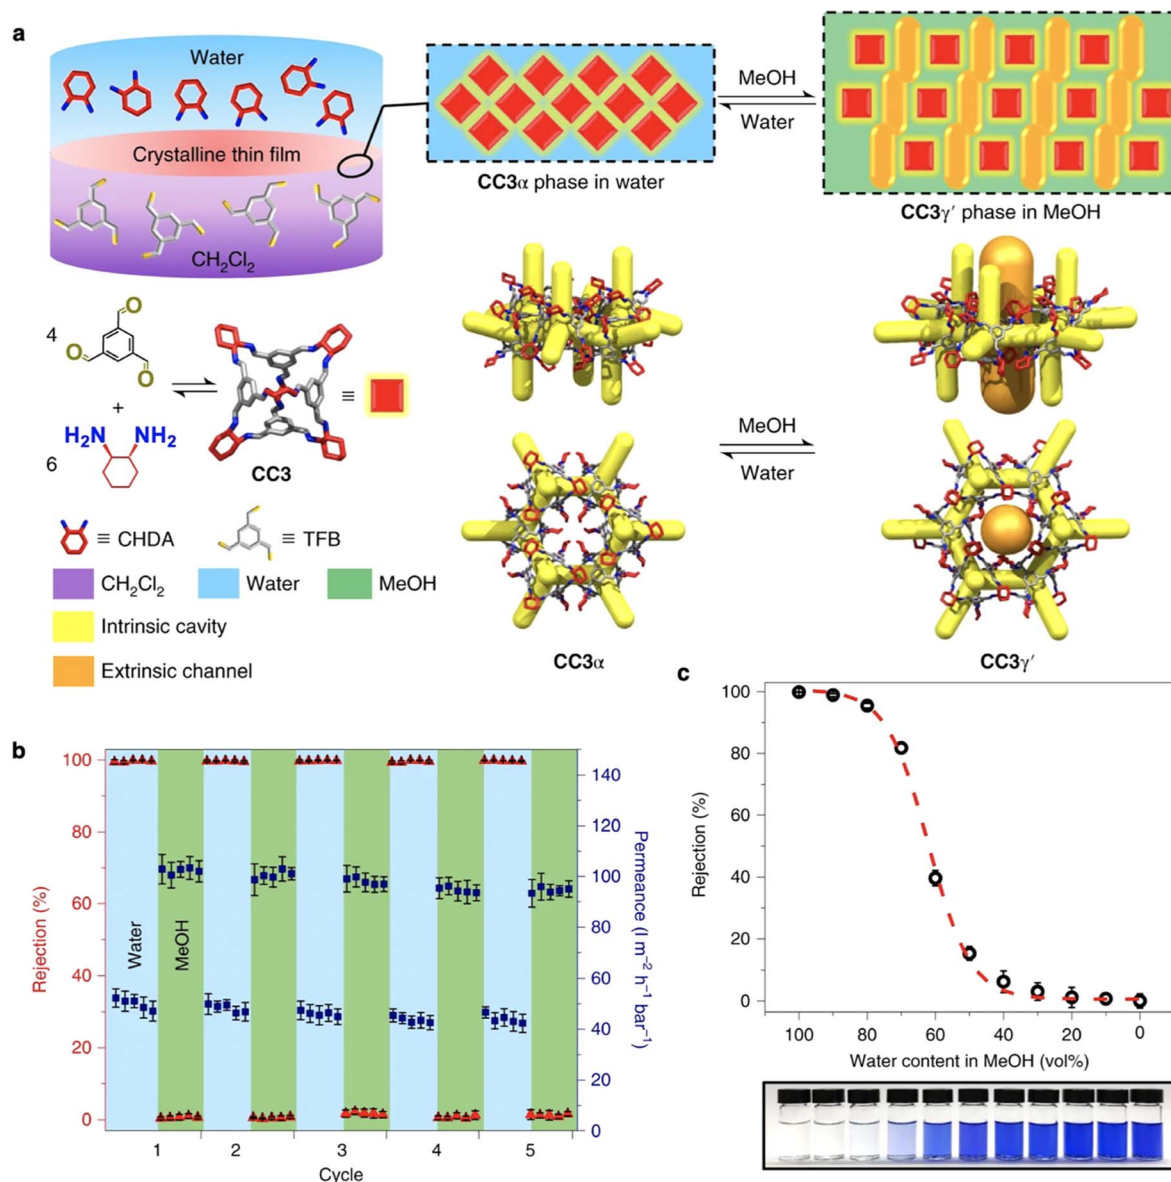 a
Water
Crystalline thin film
CH₂Cl₂
CC3α phase in water
MeOH
Water
CC3γ′ phase in MeOH
4
O
O
O
+
H₂N NH₂
6
CC3
≡
≡ CHDA
≡ TFB
CH₂Cl₂
Water
MeOH
Intrinsic cavity
Extrinsic channel
MeOH
Water
CC3α
CC3γ′
b
Rejection (%)
100
80
60
40
20
0
Water
MeOH
140
120
100
80
60
40
20
0
Permeance (l m⁻² h⁻¹ bar⁻¹)
1 2 3 4 5
Cycle
c
Rejection (%)
100
80
60
40
20
0
100 80 60 40 20 0
Water content in MeOH (vol%)